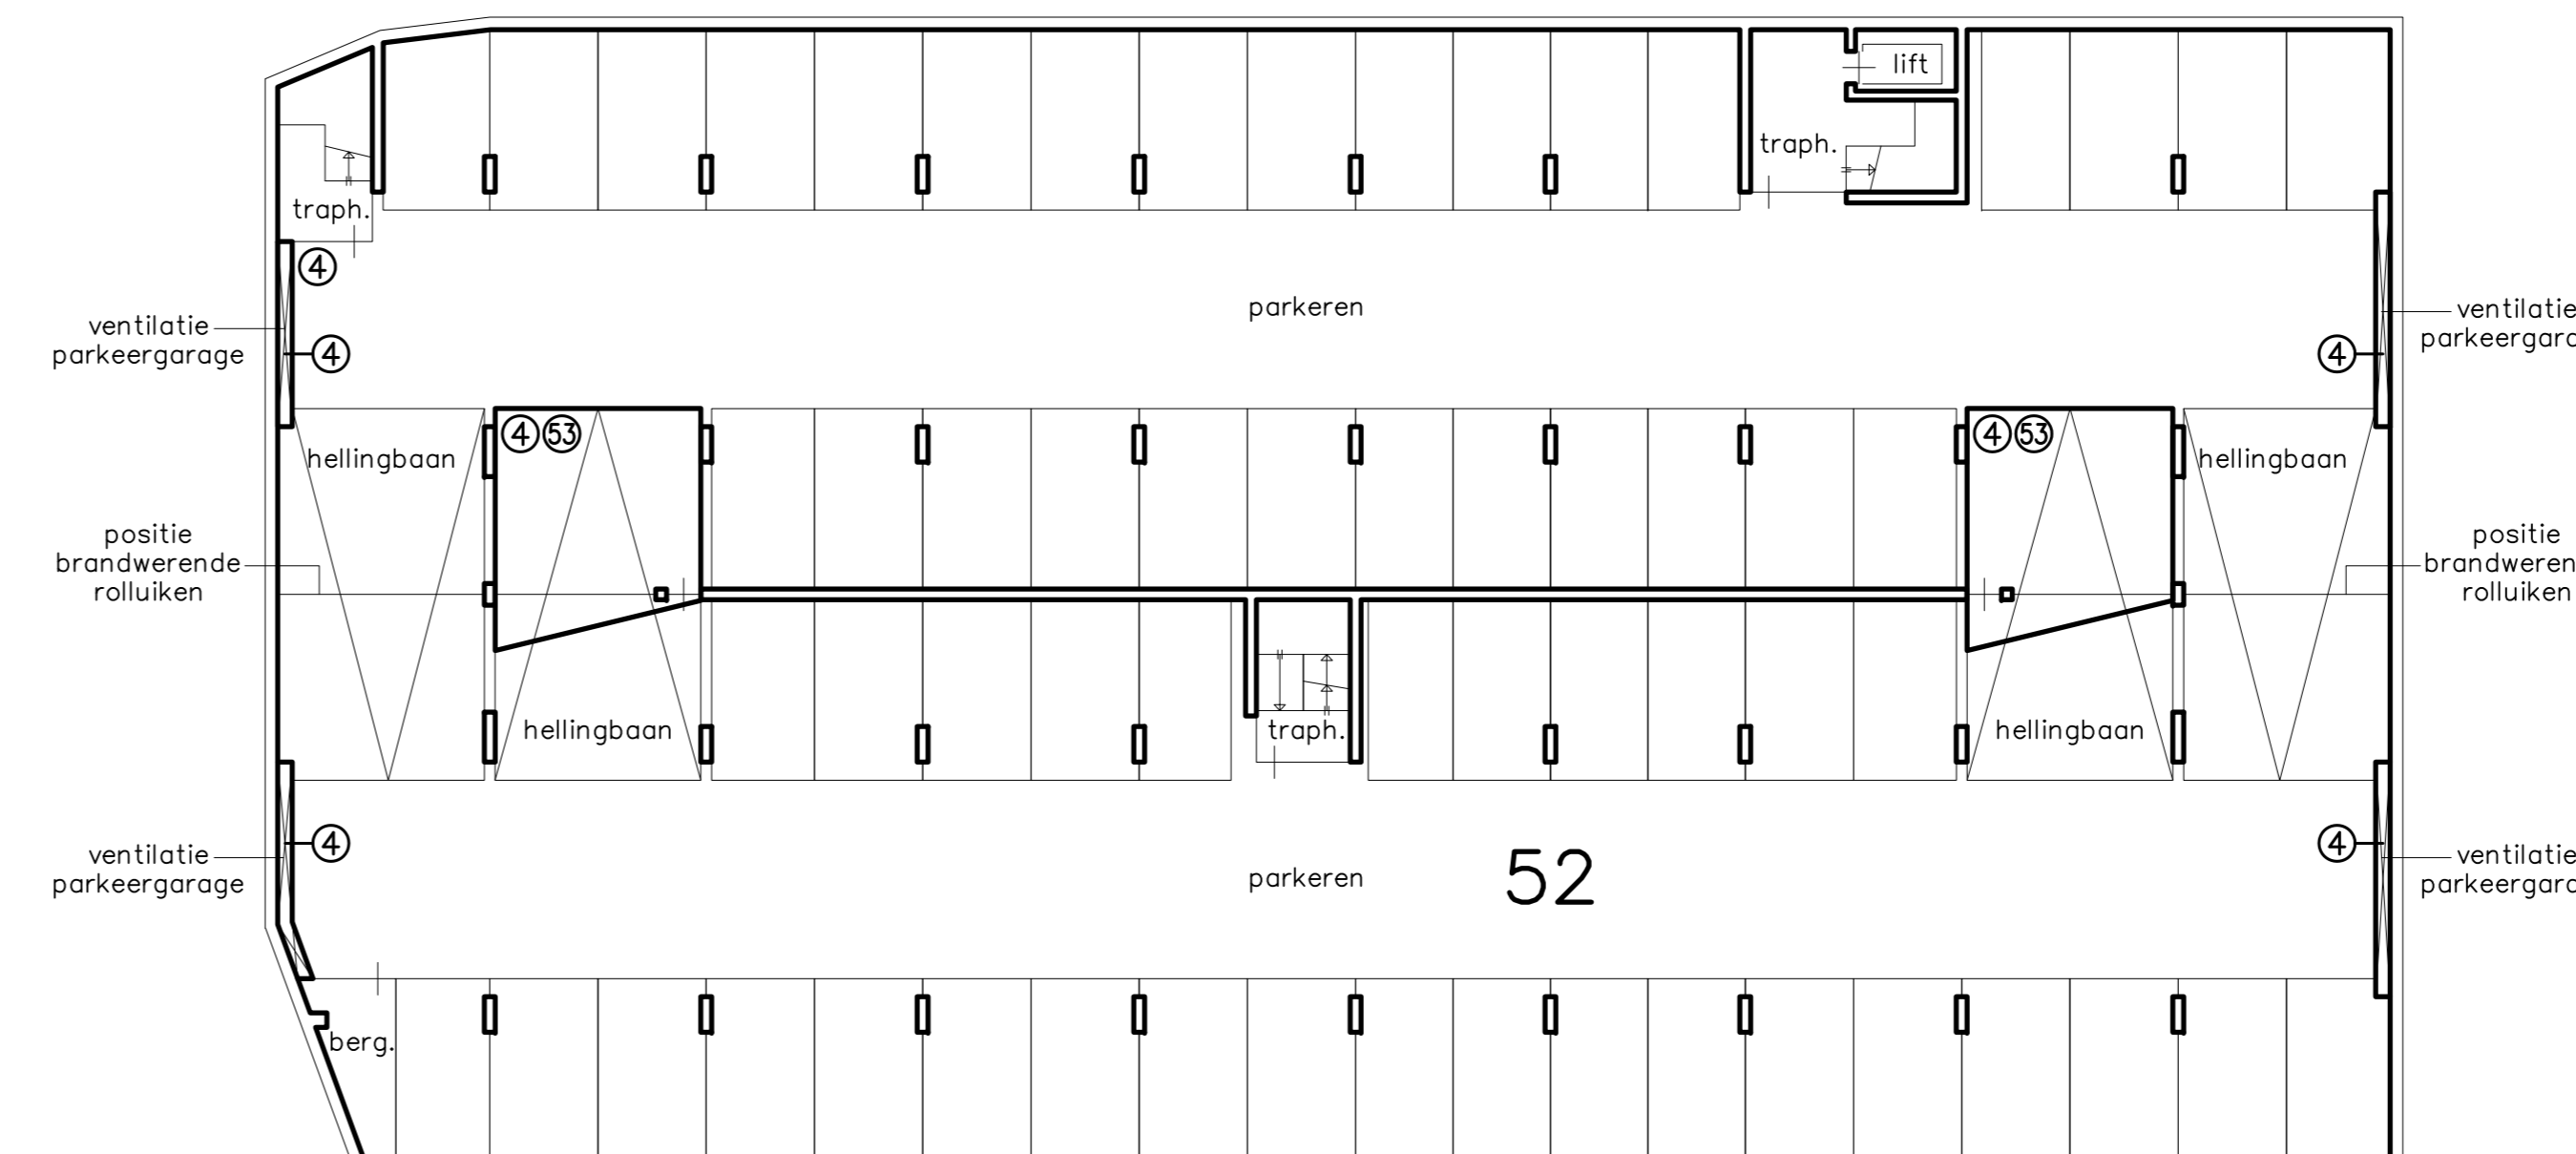 lift
traph.
traph.
4
ventilatie
parkeergarage
4
parkeren
ventilatie
parkeergara
4
hellingbaan
4 53
4 53
hellingbaan
positie
brandwerende
rolluiken
positie
brandweren
rolluiken
hellingbaan
traph.
hellingbaan
ventilatie
parkeergarage
4
parkeren
52
4
ventilatie
parkeergara
berg.